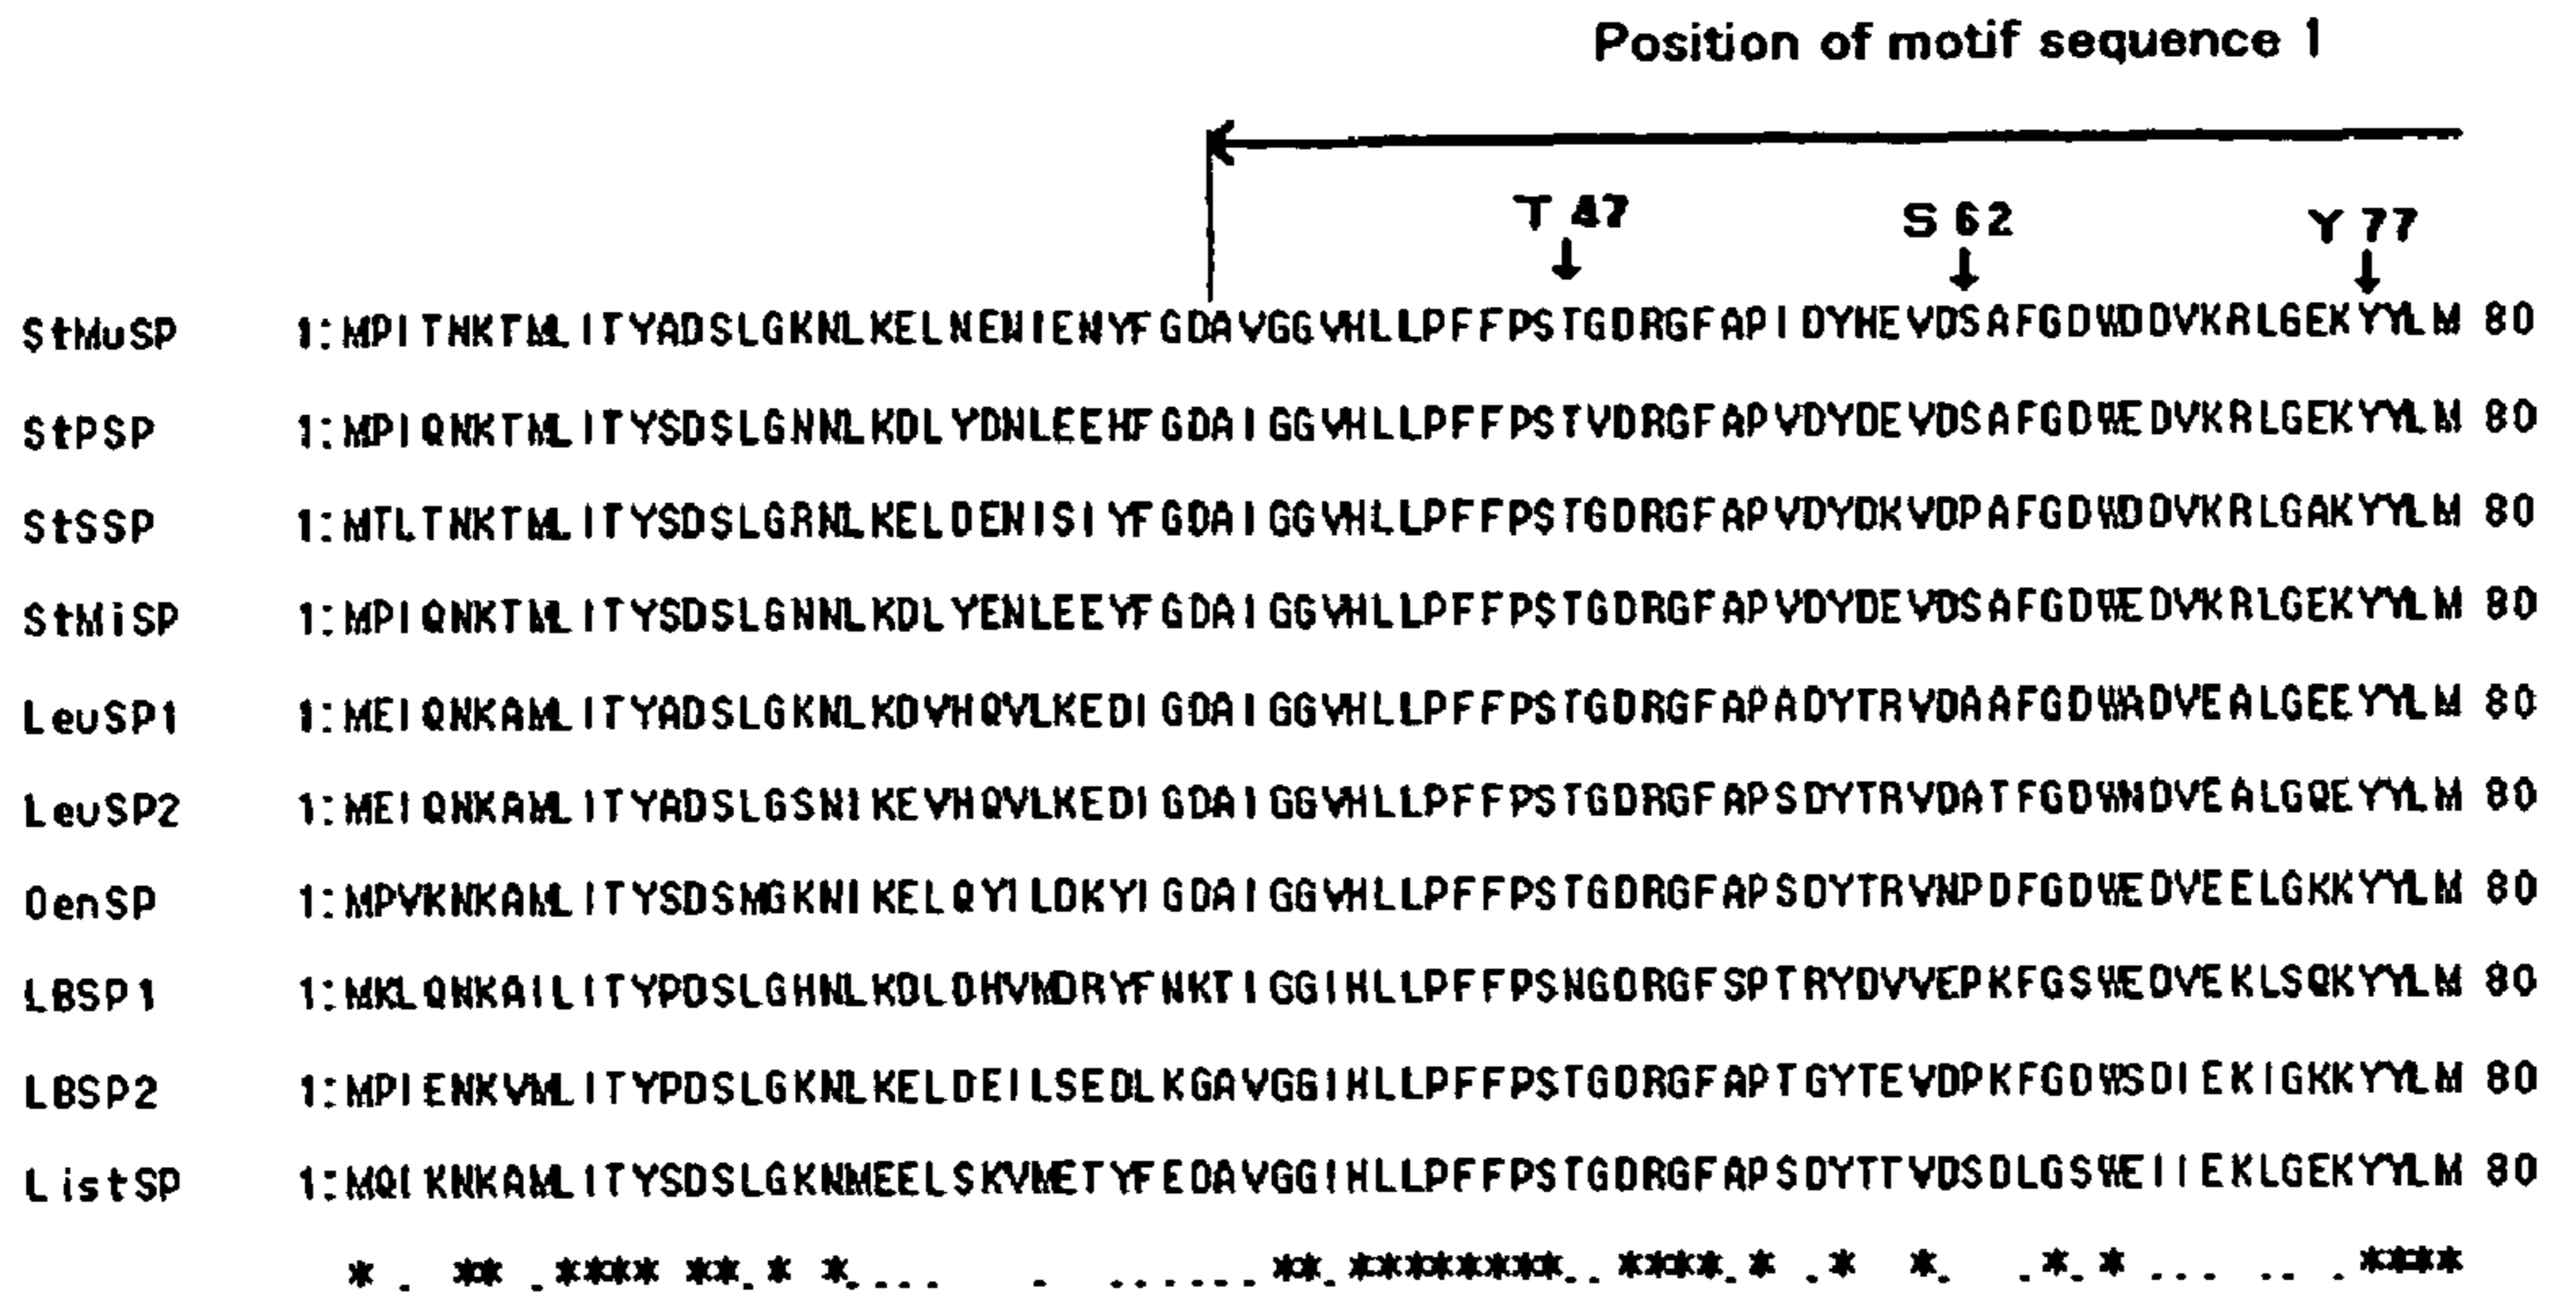 Position of motif sequence 1
T 47 S 62 Y 77
StMuSP 1:MPITNKTMLITYADSLGKNLKELNENIENYFGDAVGGVHLLPFFPSTGDRGFAPIDYHEVDSAFGDWDDVKRLGEKYYLM 80
StPSP 1:MPIQNKTMLITYSDSLGNNLKDLYDNLEEHFGDAIGGVHLLPFFPSTVDRGFAPVDYDEVDSAFGDWEDVKRLGEKYYLM 80
StSSP 1:MTLTNKTMLITYSDSLGRNLKELDENISIYFGDAIGGVHLLPFFPSTGDRGFAPVDYDKVDPAFGDWDDVKRLGAKYYLM 80
StMiSP 1:MPIQNKTMLITYSDSLGNNLKDLYENLEEYFGDAIGGVHLLPFFPSTGDRGFAPVDYDEVDSAFGDWEDVKRLGEKYYLM 80
LeuSP1 1:MEIQNKAMLITYADSLGKNLKDVHQVLKEDIGDAIGGVHLLPFFPSTGDRGFAPADYTRVDAAFGDWADVEALGEEYYLM 80
LeuSP2 1:MEIQNKAMLITYADSLGSNIKEVHQVLKEDIGDAIGGVHLLPFFPSTGDRGFAPSDYTRVDATFGDWNDVEALGQEYYLM 80
OenSP 1:MPVKNKAMLITYSDSMGKNIKELQYILDKYIGDAIGGVHLLPFFPSTGDRGFAPSDYTRVNPDFGDWEDVEELGKKYYLM 80
LBSP1 1:MKLQNKAILITYPDSLGHNLKDLDHVMDRYFNKTIGGIHLLPFFPSNGDRGFSPTRYDVVEPKFGSWEDVEKLSQKYYLM 80
LBSP2 1:MPIENKVMLITYPDSLGKNLKELDEILSEDLKGAVGGIHLLPFFPSTGDRGFAPTGYTEVDPKFGDWSDIEKIGKKYYLM 80
ListSP 1:MQIKNKAMLITYSDSLGKNMEELSKVMETYFEDAVGGIHLLPFFPSTGDRGFAPSDYTTVDSDLGSWEIIEKLGEKYYLM 80
* . ** .**** **.* *.... . ......**.********..****.* .* *. .*.* ... .. .****